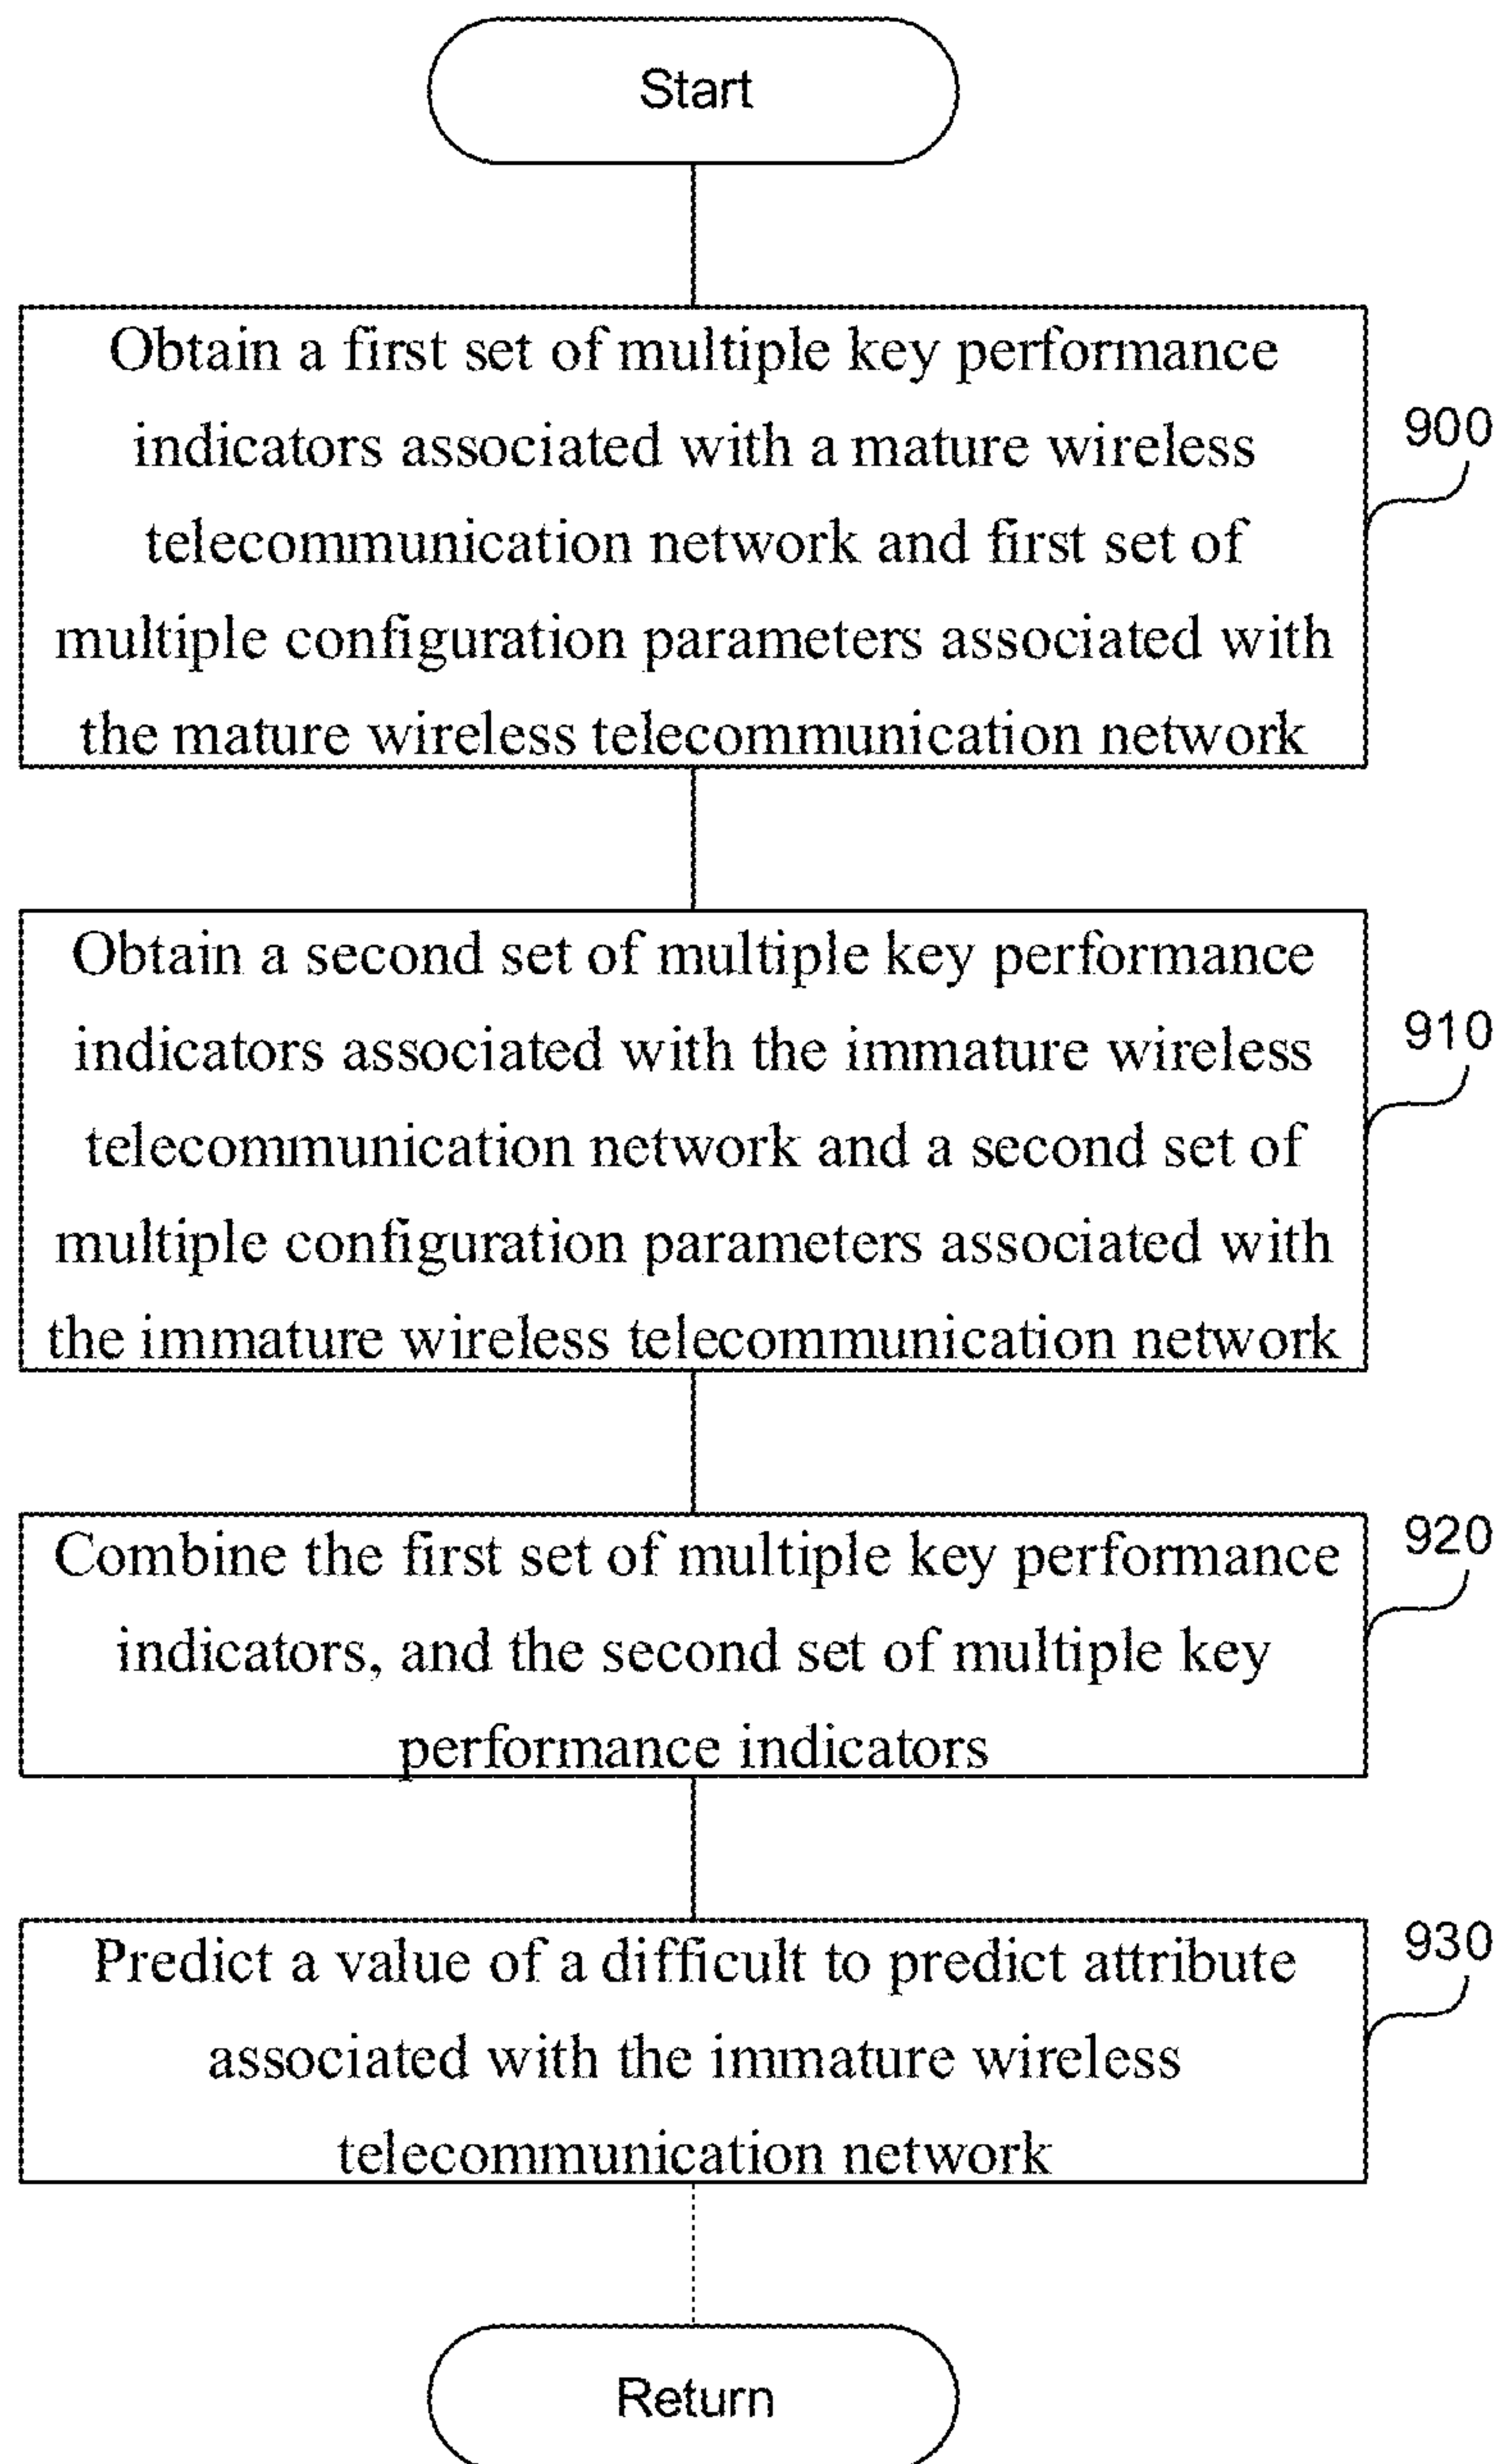 Start
Obtain a first set of multiple key performance
indicators associated with a mature wireless
telecommunication network and first set of
multiple configuration parameters associated with
the mature wireless telecommunication network
900
Obtain a second set of multiple key performance
indicators associated with the immature wireless
telecommunication network and a second set of
multiple configuration parameters associated with
the immature wireless telecommunication network
910
Combine the first set of multiple key performance
indicators, and the second set of multiple key
performance indicators
920
Predict a value of a difficult to predict attribute
associated with the immature wireless
telecommunication network
930
Return